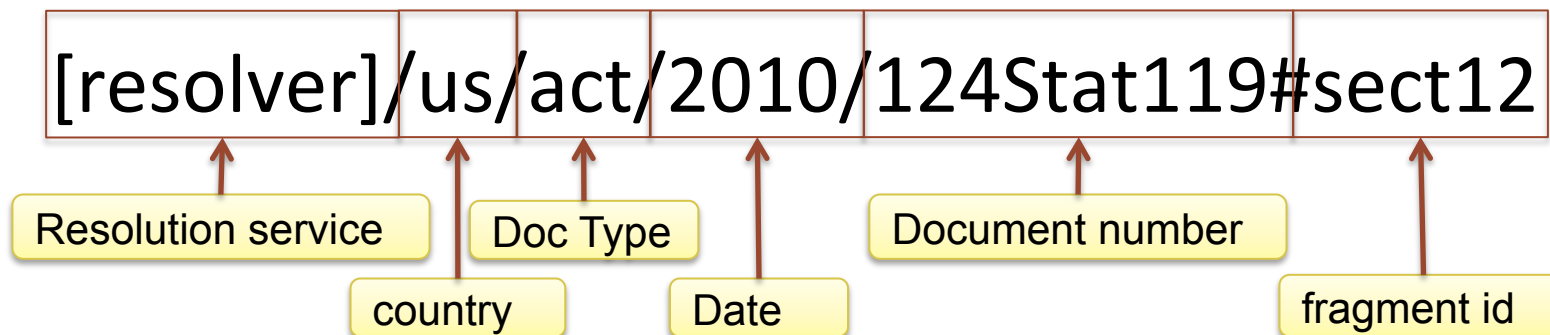 [resolver]/us/act/2010/124Stat119#sect12
Resolution service
Doc Type
Document number
country
Date
fragment id